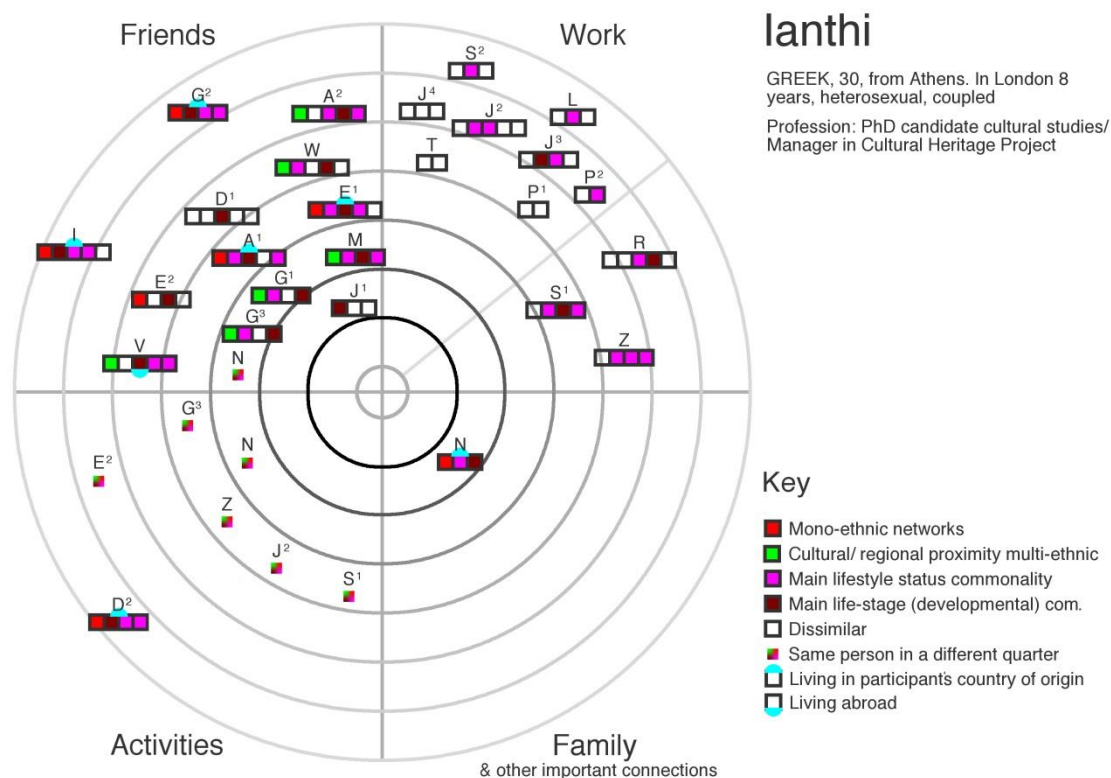 Ianthi
GREEK, 30, from Athens. In London 8
years, heterosexual, coupled
Profession: PhD candidate cultural studies/
Manager in Cultural Heritage Project
Friends
Work
S²
G²
A²
J⁴
J²
L
W
T
J³
D¹
E¹
P¹
P²
I
A¹
M
R
E²
G¹
J¹
S¹
G³
V
N
Z
G³
E²
N
N
Z
J²
S¹
D²
Activities
Family
& other important connections
Key
Mono-ethnic networks
Cultural/ regional proximity multi-ethnic
Main lifestyle status commonality
Main life-stage (developmental) com.
Dissimilar
Same person in a different quarter
Living in participant's country of origin
Living abroad